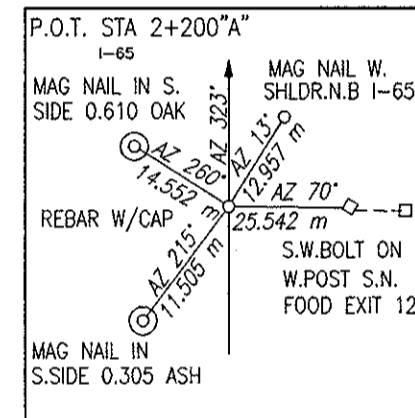 P.O.T. STA 2+200"A"
I-65
MAG NAIL IN S.
SIDE 0.610 OAK
AZ 323°
MAG NAIL W.
SHLDR.N.B I-65
AZ 260°
14.552 m
AZ 13°
12.957 m
REBAR W/CAP
AZ 70°
25.542 m
AZ 215°
11.505 m
S.W.BOLT ON
W.POST S.N.
FOOD EXIT 12
MAG NAIL IN
S.SIDE 0.305 ASH